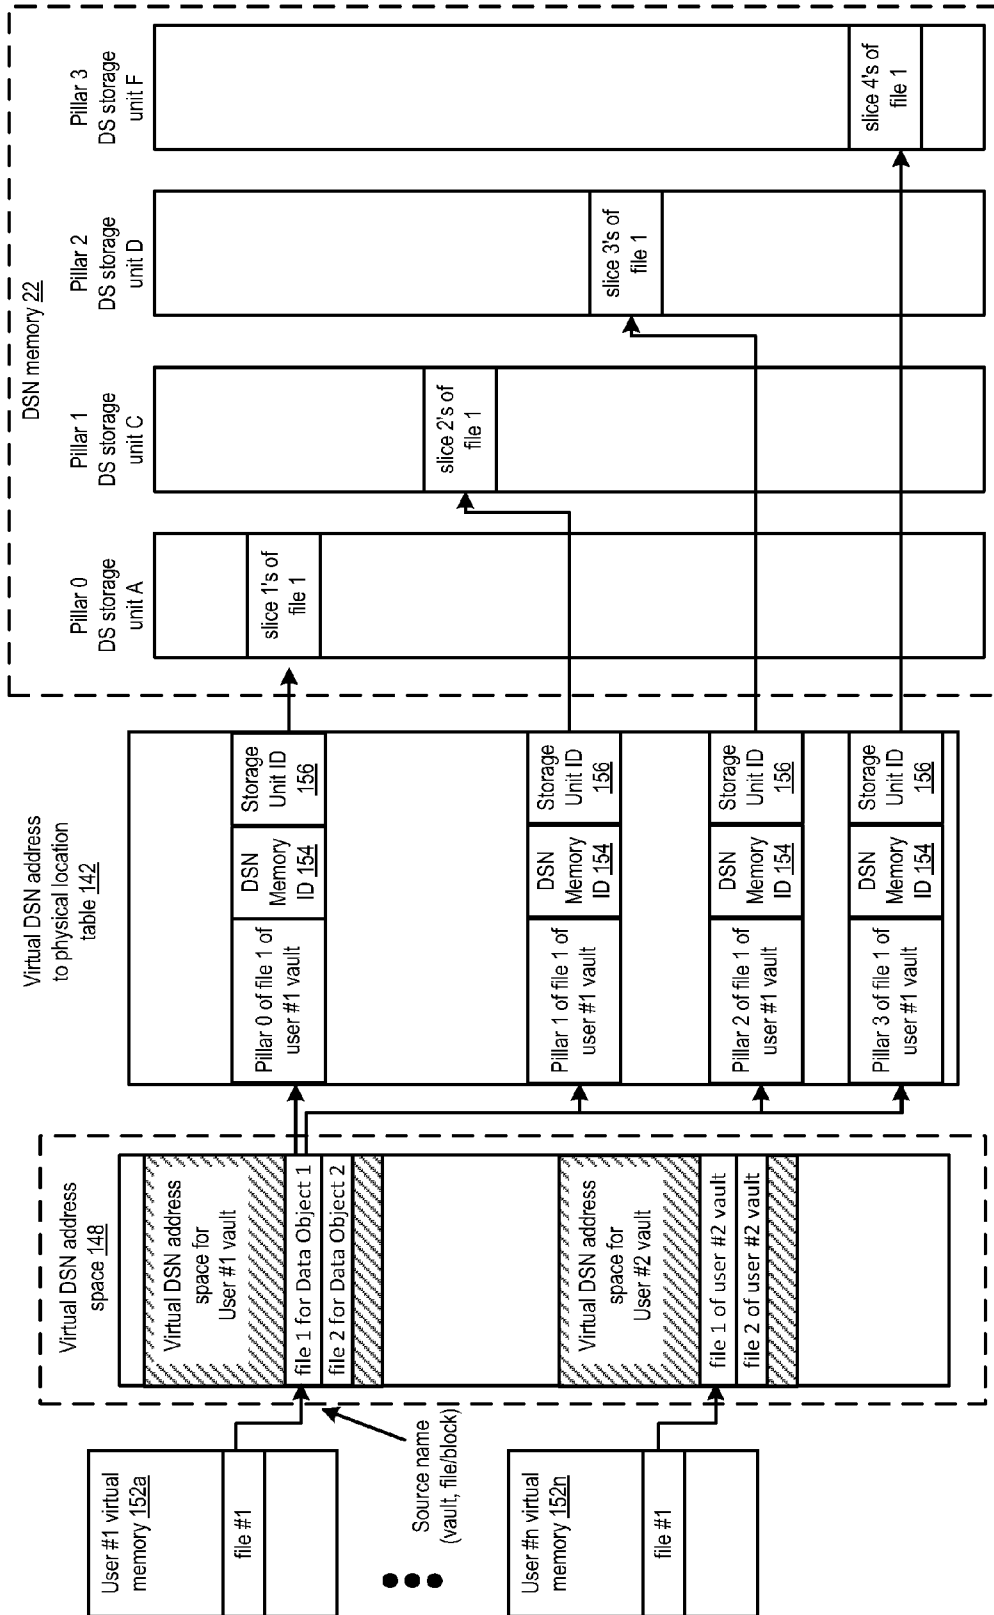 User #1 virtual
memory 152a
file #1
Source name
(vault, file/block)
User #n virtual
memory 152n
file #1
Virtual DSN address
space 148
Virtual DSN address
space for
User #1 vault
file 1 for Data Object 1
file 2 for Data Object 2
Virtual DSN address
space for
User #2 vault
file 1 of user #2 vault
file 2 of user #2 vault
Virtual DSN address
to physical location
table 142
Pillar 0 of file 1 of
user #1 vault
DSN
Memory
ID 154
Storage
Unit ID
156
Pillar 1 of file 1 of
user #1 vault
DSN
Memory
ID 154
Storage
Unit ID
156
Pillar 2 of file 1 of
user #1 vault
DSN
Memory
ID 154
Storage
Unit ID
156
Pillar 3 of file 1 of
user #1 vault
DSN
Memory
ID 154
Storage
Unit ID
156
DSN memory 22
Pillar 0
DS storage
unit A
slice 1's of
file 1
Pillar 1
DS storage
unit C
slice 2's of
file 1
Pillar 2
DS storage
unit D
slice 3's of
file 1
Pillar 3
DS storage
unit F
slice 4's of
file 1